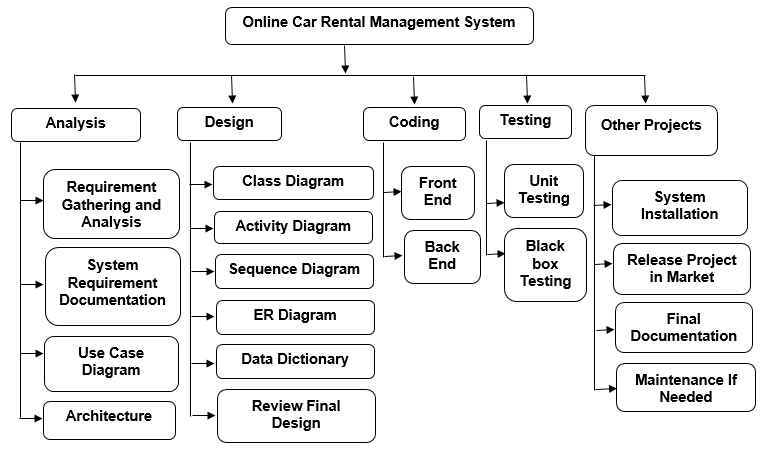 Online Car Rental Management System
Analysis
Design
Coding
Testing
Other Projects
Requirement
Gathering and
Analysis
System
Requirement
Documentation
Use Case
Diagram
Architecture
Class Diagram
Activity Diagram
Sequence Diagram
ER Diagram
Data Dictionary
Review Final
Design
Front
End
Back
End
Unit
Testing
Black
box
Testing
System
Installation
Release Project
in Market
Final
Documentation
Maintenance If
Needed